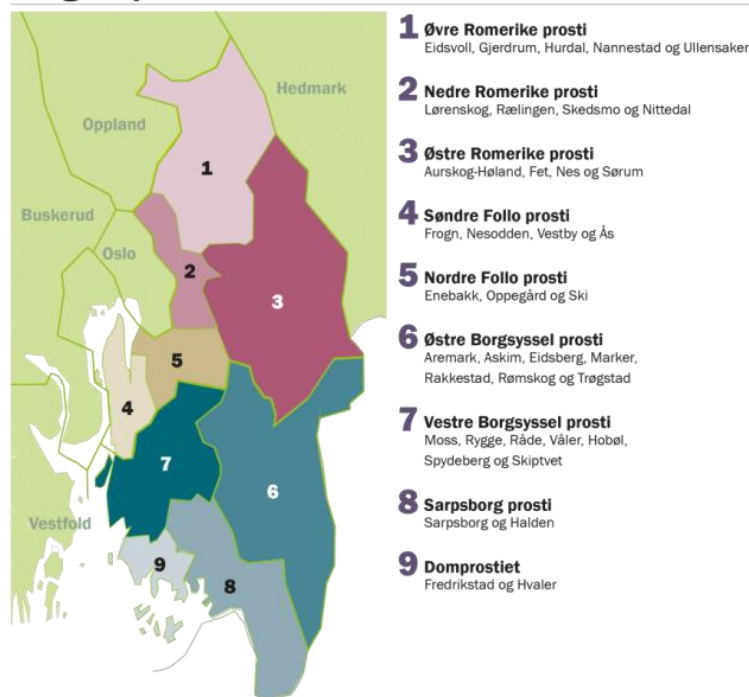 Hedmark
Oppland
Buskerud
Oslo
Vestfold
1
2
3
4
5
6
7
8
9
1 Øvre Romerike prosti
Eidsvoll, Gjerdrum, Hurdal, Nannestad og Ullensaker
2 Nedre Romerike prosti
Lørenskog, Rælingen, Skedsmo og Nittedal
3 Østre Romerike prosti
Aurskog-Høland, Fet, Nes og Sørum
4 Søndre Follo prosti
Frogn, Nesodden, Vestby og Ås
5 Nordre Follo prosti
Enebakk, Oppegård og Ski
6 Østre Borgsyssel prosti
Aremark, Askim, Eidsberg, Marker,
Rakkestad, Rømskog og Trøgstad
7 Vestre Borgsyssel prosti
Moss, Rygge, Råde, Våler, Hobøl,
Spydeberg og Skiptvet
8 Sarpsborg prosti
Sarpsborg og Halden
9 Domprostiet
Fredrikstad og Hvaler